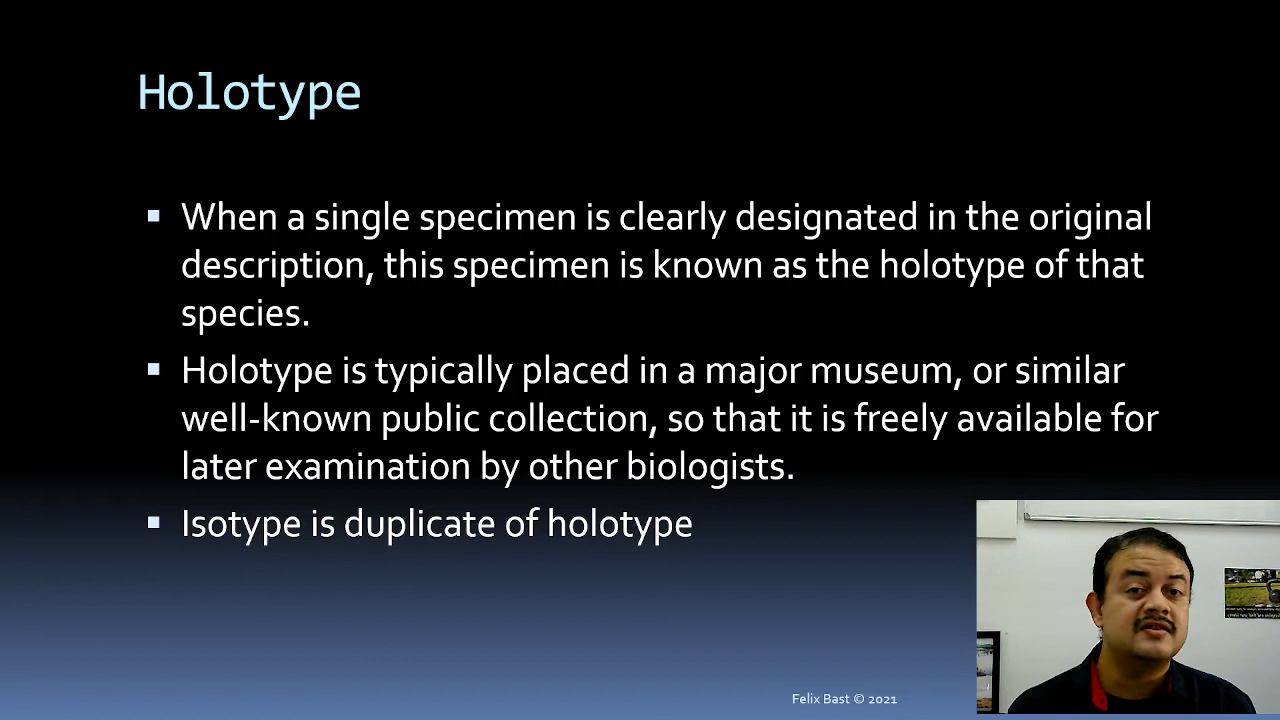 Holotype
▪ When a single specimen is clearly designated in the original
description, this specimen is known as the holotype of that
species.
▪ Holotype is typically placed in a major museum, or similar
well-known public collection, so that it is freely available for
later examination by other biologists.
▪ Isotype is duplicate of holotype
Felix Bast © 2021